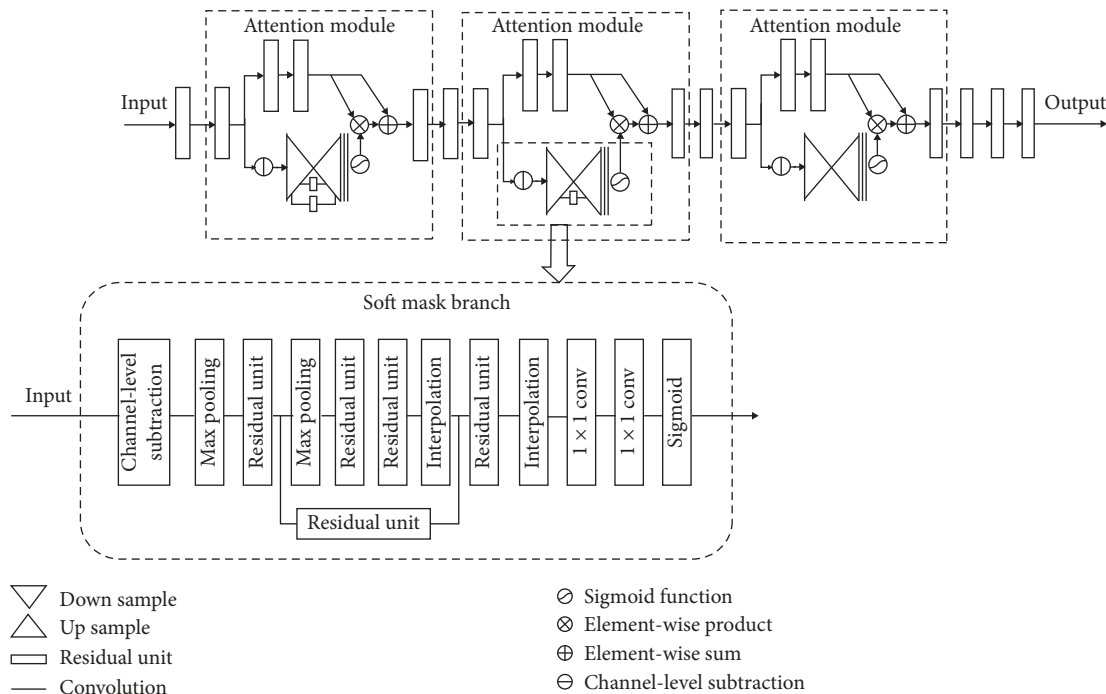 Attention module
Attention module
Attention module
Input
Output
Soft mask branch
Input
Channel-level
subtraction
Max pooling
Residual unit
Max pooling
Residual unit
Residual unit
Interpolation
Residual unit
Interpolation
1 × 1 conv
1 × 1 conv
Sigmoid
Residual unit
Down sample
Up sample
Residual unit
Convolution
Sigmoid function
Element-wise product
Element-wise sum
Channel-level subtraction